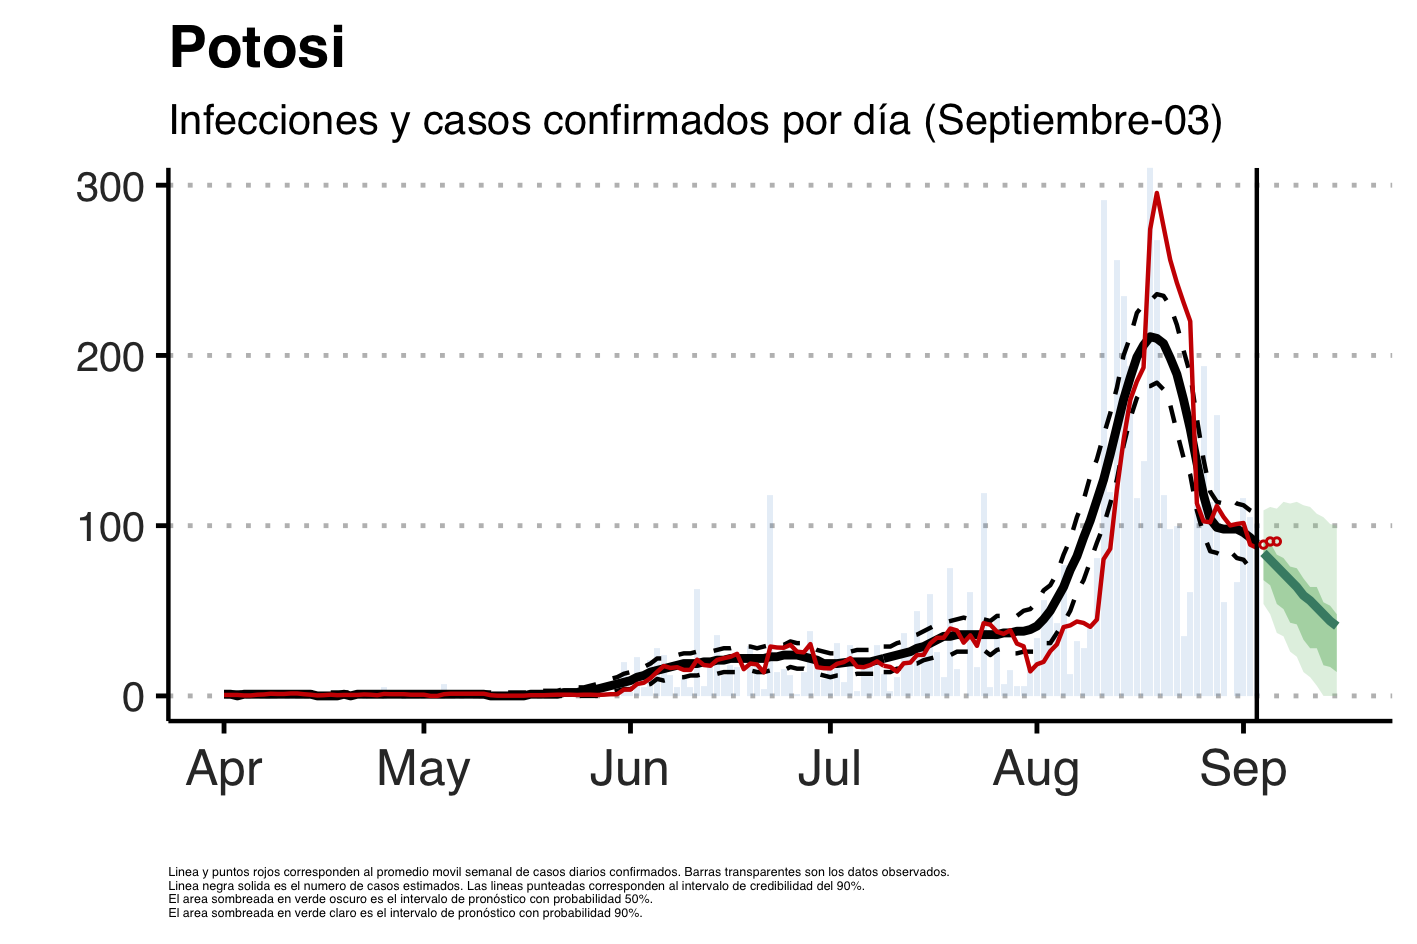 Potosi
Infecciones y casos confirmados por día (Septiembre-03)
300
200
100
0
Apr May Jun Jul Aug Sep
Linea y puntos rojos corresponden al promedio movil semanal de casos diarios confirmados. Barras transparentes son los datos observados.
Linea negra solida es el numero de casos estimados. Las lineas punteadas corresponden al intervalo de credibilidad del 90%.
El area sombreada en verde oscuro es el intervalo de pronóstico con probabilidad 50%.
El area sombreada en verde claro es el intervalo de pronóstico con probabilidad 90%.